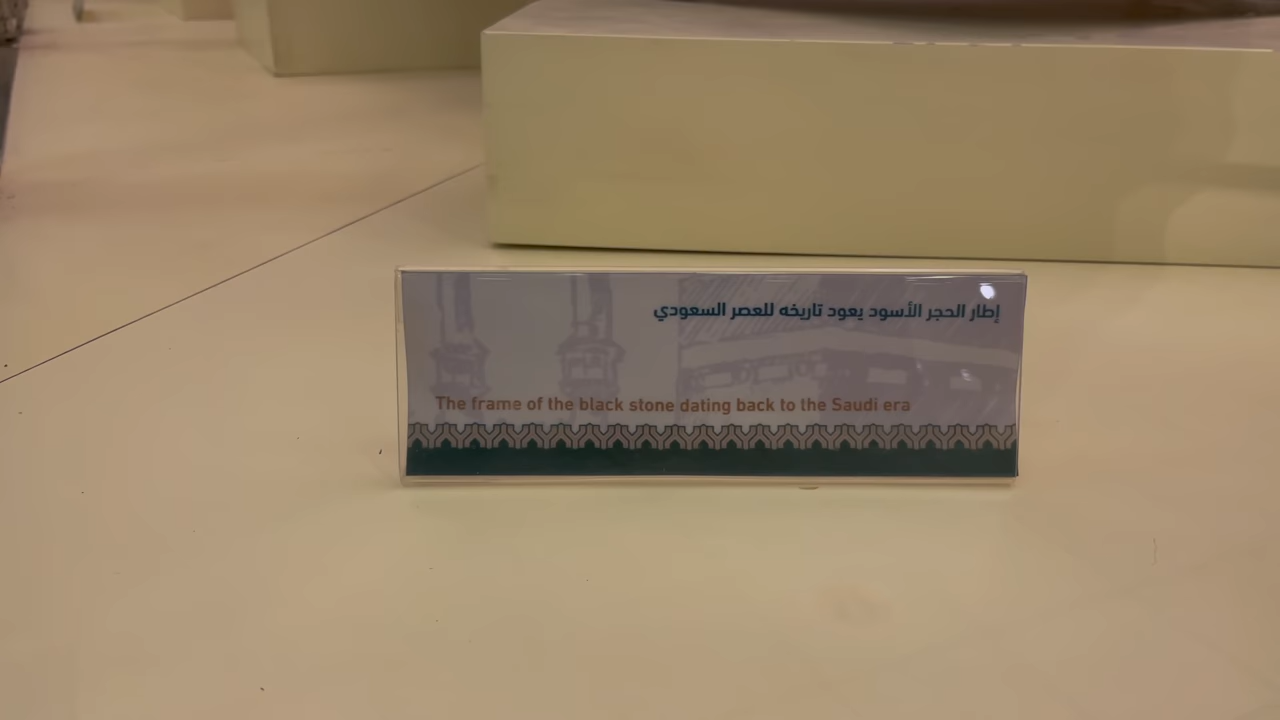 إطار الحجر الأسود يعود تاريخه للعصر السعودي
The frame of the black stone dating back to the Saudi era